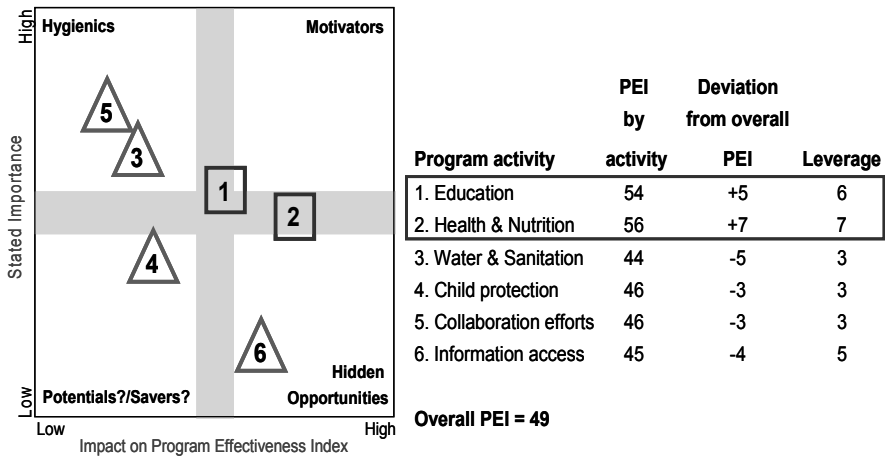 High
Hygienics
Motivators
5
3
1
2
4
6
Stated Importance
Hidden
Potentials?/Savers?
Opportunities
Low
Low
High
Impact on Program Effectiveness Index
PEI Deviation
by from overall
Program activity activity PEI Leverage
1. Education 54 +5 6
2. Health & Nutrition 56 +7 7
3. Water & Sanitation 44 -5 3
4. Child protection 46 -3 3
5. Collaboration efforts 46 -3 3
6. Information access 45 -4 5
Overall PEI = 49